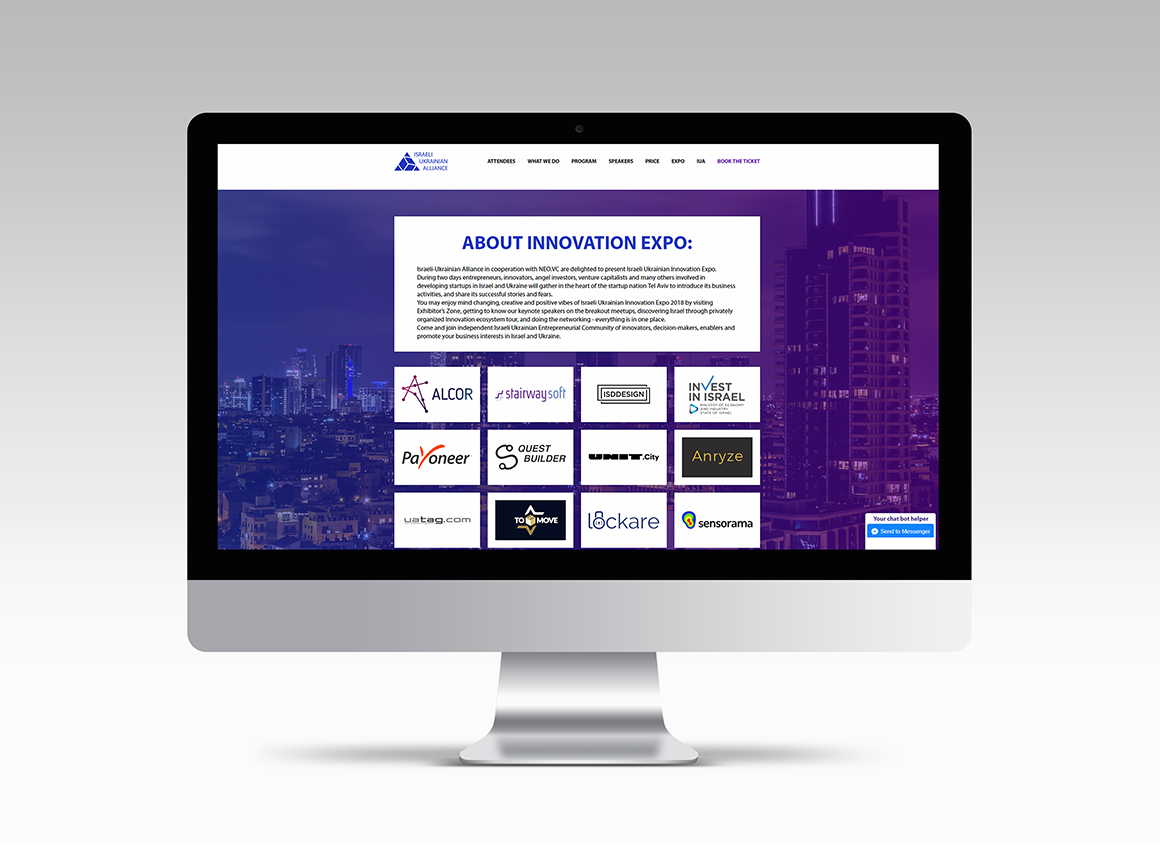 ISRAELI
UKRAINIAN
ALLIANCE
ATTENDEES WHAT WE DO PROGRAM SPEAKERS PRICE EXPO IUA BOOK THE TICKET
ABOUT INNOVATION EXPO:
Israeli-Ukrainian Alliance in cooperation with NEO.VC are delighted to present Israeli Ukrainian Innovation Expo.
During two days entrepreneurs, innovators, angel investors, venture capitalists and many others involved in
developing startups in Israel and Ukraine will gather in the heart of the startup nation Tel Aviv to introduce its business
activities, and share its successful stories and fears.
You may enjoy mind changing, creative and positive vibes of Israeli Ukrainian Innovation Expo 2018 by visiting
Exhibitor's Zone, getting to know our keynote speakers on the breakout meetups, discovering Israel through privately
organized Innovation ecosystem tour, and doing the networking - everything is in one place.
Come and join independent Israeli Ukrainian Entrepreneurial Community of innovators, decision-makers, enablers and
promote your business interests in Israel and Ukraine.
ALCOR
stairwaysoft
ISDDESIGN
INVEST
IN ISRAEL
MINISTRY OF ECONOMY
AND INDUSTRY
STATE OF ISRAEL
Payoneer
QUEST
BUILDER
UNIT.City
Anryze
uatag.com
TO MOVE
lockare
sensorama
Your chat bot helper
Send to Messenger